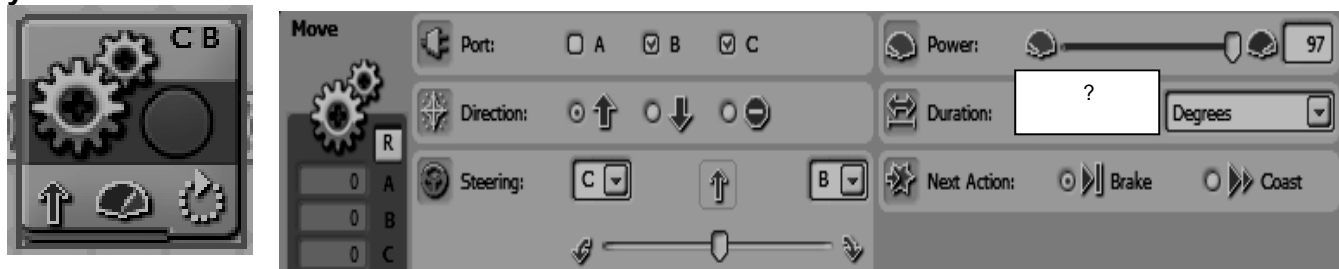 C B
Move
Port: A B C
Power: 97
Direction:
Duration: ? Degrees
R
0 A
0 B
0 C
Steering: C B
Next Action: Brake Coast